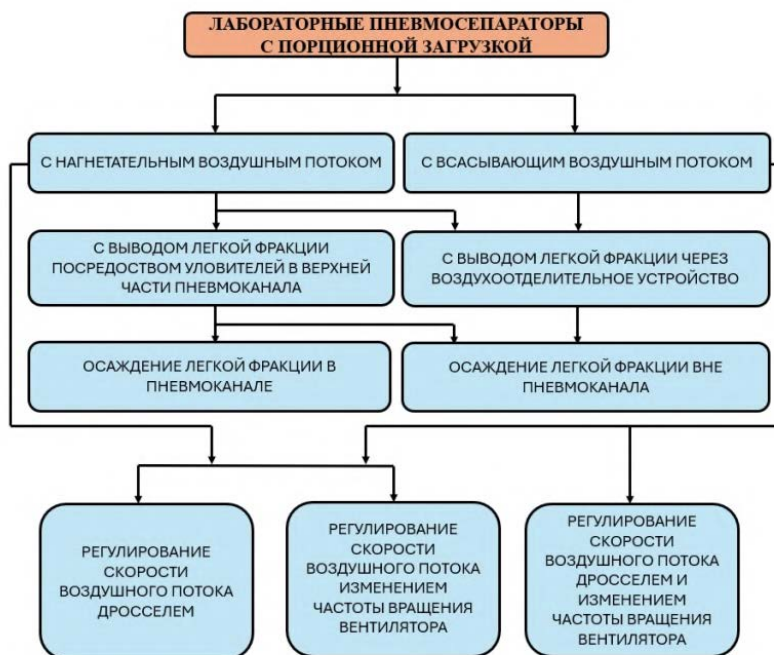 ЛАБОРАТОРНЫЕ ПНЕВМОСЕПАРАТОРЫ
С ПОРЦИОННОЙ ЗАГРУЗКОЙ
С НАГНЕТАТЕЛЬНЫМ ВОЗДУШНЫМ ПОТОКОМ
С ВСАСЫВАЮЩИМ ВОЗДУШНЫМ ПОТОКОМ
С ВЫВОДОМ ЛЕГКОЙ ФРАКЦИИ
ПОСРЕДОСТВОМ УЛОВИТЕЛЕЙ В ВЕРХНЕЙ
ЧАСТИ ПНЕВМОКАНАЛА
С ВЫВОДОМ ЛЕГКОЙ ФРАКЦИИ ЧЕРЕЗ
ВОЗДУХООТДЕЛИТЕЛЬНОЕ УСТРОЙСТВО
ОСАЖДЕНИЕ ЛЕГКОЙ ФРАКЦИИ В
ПНЕВМОКАНАЛЕ
ОСАЖДЕНИЕ ЛЕГКОЙ ФРАКЦИИ ВНЕ
ПНЕВМОКАНАЛА
РЕГУЛИРОВАНИЕ
СКОРОСТИ
ВОЗДУШНОГО ПОТОКА
ДРОССЕЛЕМ
РЕГУЛИРОВАНИЕ
СКОРОСТИ
ВОЗДУШНОГО ПОТОКА
ИЗМЕНЕНИЕМ
ЧАСТОТЫ ВРАЩЕНИЯ
ВЕНТИЛЯТОРА
РЕГУЛИРОВАНИЕ
СКОРОСТИ
ВОЗДУШНОГО ПОТОКА
ДРОССЕЛЕМ И
ИЗМЕНЕНИЕМ
ЧАСТОТЫ ВРАЩЕНИЯ
ВЕНТИЛЯТОРА